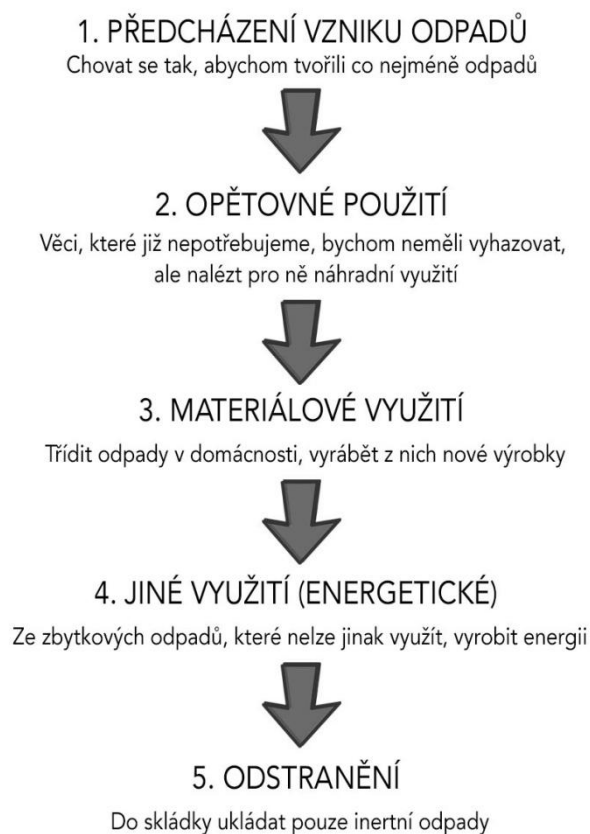 1. PŘEDCHÁZENÍ VZNIKU ODPADŮ
Chovat se tak, abychom tvořili co nejméně odpadů
2. OPĚTOVNÉ POUŽITÍ
Věci, které již nepotřebujeme, bychom neměli vyhazovat,
ale nalézt pro ně náhradní využití
3. MATERIÁLOVÉ VYUŽITÍ
Třídit odpady v domácnosti, vyrábět z nich nové výrobky
4. JINÉ VYUŽITÍ (ENERGETICKÉ)
Ze zbytkových odpadů, které nelze jinak využít, vyrobit energii
5. ODSTRANĚNÍ
Do skládky ukládat pouze inertní odpady